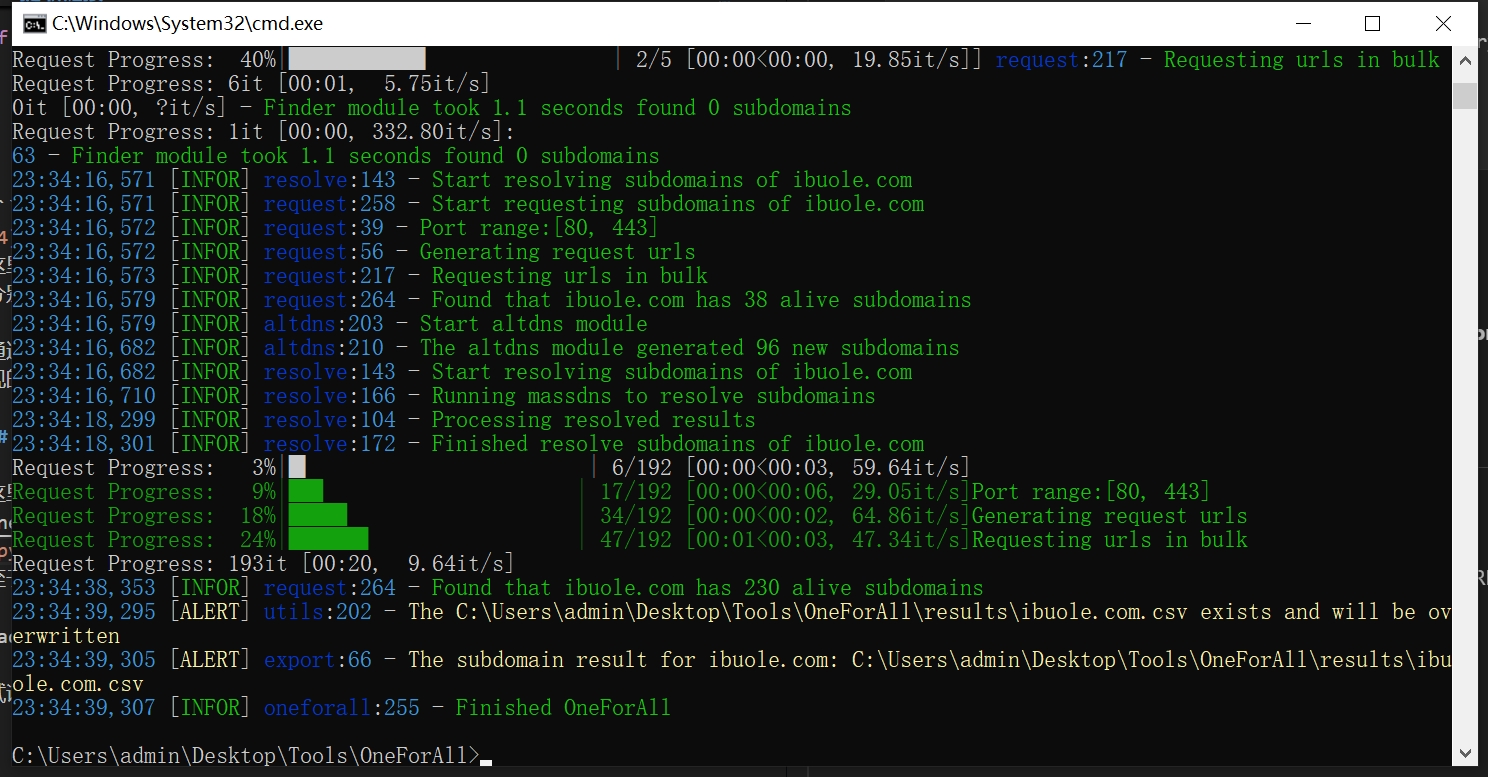 C:\Windows\System32\cmd.exe
Request Progress:  40%| | 2/5 [00:00<00:00, 19.85it/s]] request:217 - Requesting urls in bulk
Request Progress: 6it [00:01,  5.75it/s]
0it [00:00, ?it/s] - Finder module took 1.1 seconds found 0 subdomains
Request Progress: 1it [00:00, 332.80it/s]:
63 - Finder module took 1.1 seconds found 0 subdomains
23:34:16,571 [INFOR] resolve:143 - Start resolving subdomains of ibuole.com
23:34:16,571 [INFOR] request:258 - Start requesting subdomains of ibuole.com
23:34:16,572 [INFOR] request:39 - Port range:[80, 443]
23:34:16,572 [INFOR] request:56 - Generating request urls
23:34:16,573 [INFOR] request:217 - Requesting urls in bulk
23:34:16,579 [INFOR] request:264 - Found that ibuole.com has 38 alive subdomains
23:34:16,579 [INFOR] altdns:203 - Start altdns module
23:34:16,682 [INFOR] altdns:210 - The altdns module generated 96 new subdomains
23:34:16,682 [INFOR] resolve:143 - Start resolving subdomains of ibuole.com
23:34:16,710 [INFOR] resolve:166 - Running massdns to resolve subdomains
23:34:18,299 [INFOR] resolve:104 - Processing resolved results
23:34:18,301 [INFOR] resolve:172 - Finished resolve subdomains of ibuole.com
Request Progress:   3%| | 6/192 [00:00<00:03, 59.64it/s]
Request Progress:   9%| | 17/192 [00:00<00:06, 29.05it/s]Port range:[80, 443]
Request Progress:  18%| | 34/192 [00:00<00:02, 64.86it/s]Generating request urls
Request Progress:  24%| | 47/192 [00:01<00:03, 47.34it/s]Requesting urls in bulk
Request Progress: 193it [00:20,  9.64it/s]
23:34:38,353 [INFOR] request:264 - Found that ibuole.com has 230 alive subdomains
23:34:39,295 [ALERT] utils:202 - The C:\Users\admin\Desktop\Tools\OneForAll\results\ibuole.com.csv exists and will be ov
erwritten
23:34:39,305 [ALERT] export:66 - The subdomain result for ibuole.com: C:\Users\admin\Desktop\Tools\OneForAll\results\ibu
ole.com.csv
23:34:39,307 [INFOR] oneforall:255 - Finished OneForAll
C:\Users\admin\Desktop\Tools\OneForAll>